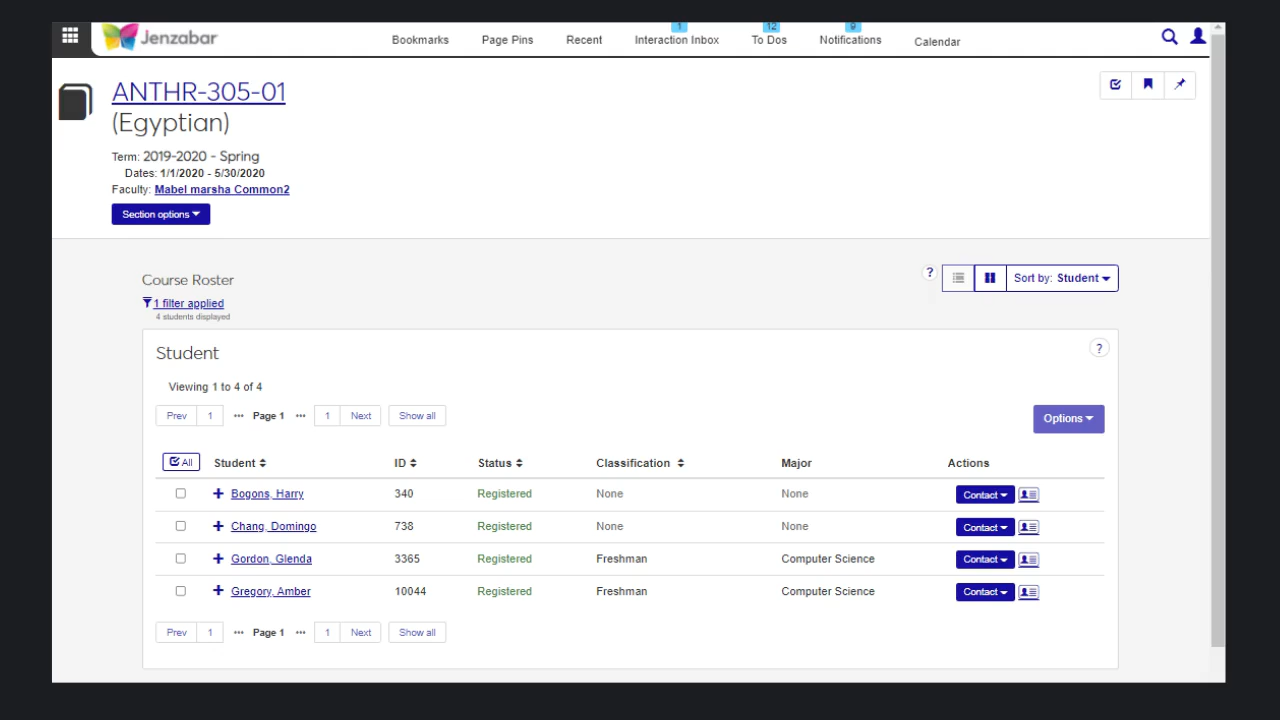 Jenzabar
Bookmarks Page Pins Recent 1 Interaction Inbox 12 To Dos 9 Notifications Calendar
ANTHR-305-01
(Egyptian)
Term: 2019-2020 - Spring
Dates: 1/1/2020 - 5/30/2020
Faculty: Mabel marsha Common2
Section options
Course Roster
? Sort by: Student
1 filter applied
4 students displayed
Student ?
Viewing 1 to 4 of 4
Prev 1 ••• Page 1 ••• 1 Next Show all
Options
All Student ID Status Classification Major Actions
Bogons, Harry 340 Registered None None Contact
Chang, Domingo 738 Registered None None Contact
Gordon, Glenda 3365 Registered Freshman Computer Science Contact
Gregory, Amber 10044 Registered Freshman Computer Science Contact
Prev 1 ••• Page 1 ••• 1 Next Show all